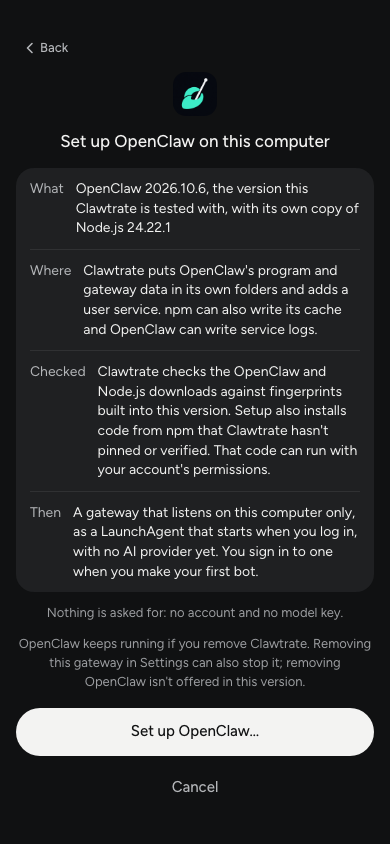 Back
Set up OpenClaw on this computer
What OpenClaw 2026.10.6, the version this
Clawtrate is tested with, with its own copy of
Node.js 24.22.1
Where Clawtrate puts OpenClaw's program and
gateway data in its own folders and adds a
user service. npm can also write its cache
and OpenClaw can write service logs.
Checked Clawtrate checks the OpenClaw and
Node.js downloads against fingerprints
built into this version. Setup also installs
code from npm that Clawtrate hasn't
pinned or verified. That code can run with
your account's permissions.
Then A gateway that listens on this computer only,
as a LaunchAgent that starts when you log in,
with no AI provider yet. You sign in to one
when you make your first bot.
Nothing is asked for: no account and no model key.
OpenClaw keeps running if you remove Clawtrate. Removing
this gateway in Settings can also stop it; removing
OpenClaw isn't offered in this version.
Set up OpenClaw...
Cancel